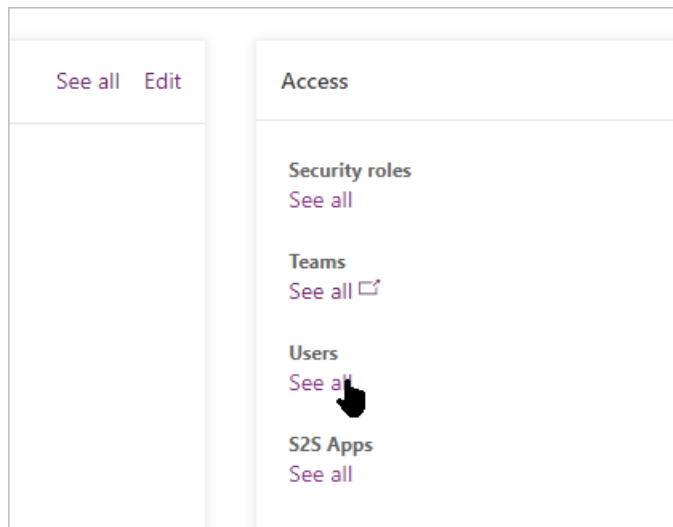 See all Edit
Access
Security roles
See all
Teams
See all
Users
See all
S2S Apps
See all